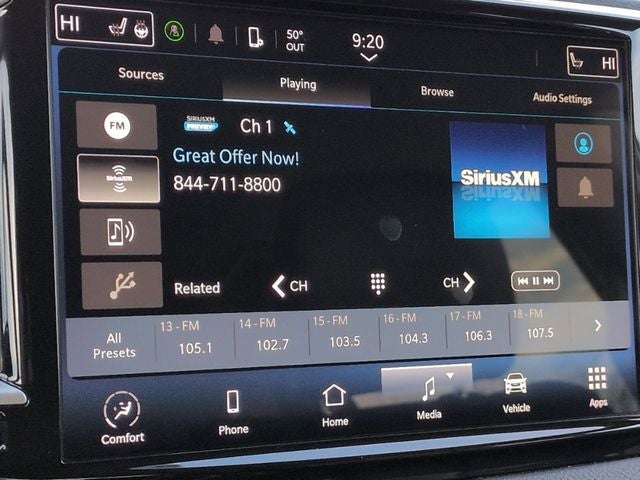 HI
50°
OUT
9:20
HI
Sources
Playing
Browse
Audio Settings
FM
SIRIUSXM
PREVIEW
Ch 1
Great Offer Now!
844-711-8800
SiriusXM
SiriusXM
Related
CH
CH
All
Presets
13 - FM
105.1
14 - FM
102.7
15 - FM
103.5
16 - FM
104.3
17 - FM
106.3
18 - FM
107.5
Comfort
Phone
Home
Media
Vehicle
Apps